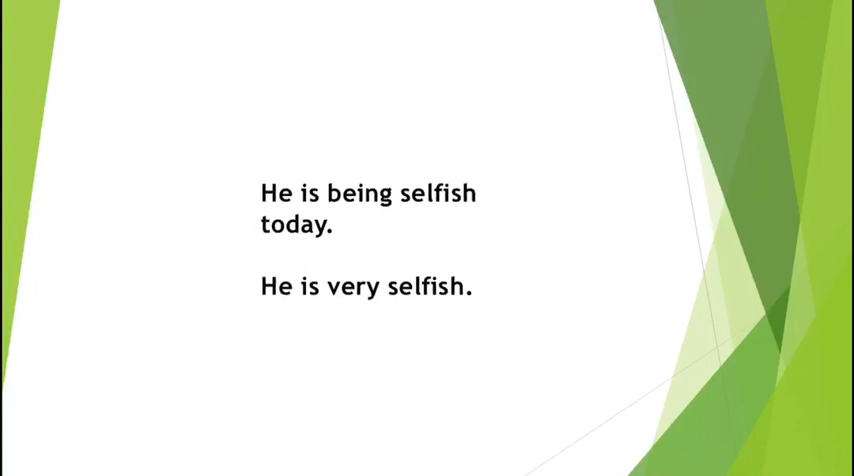 He is being selfish
today.
He is very selfish.